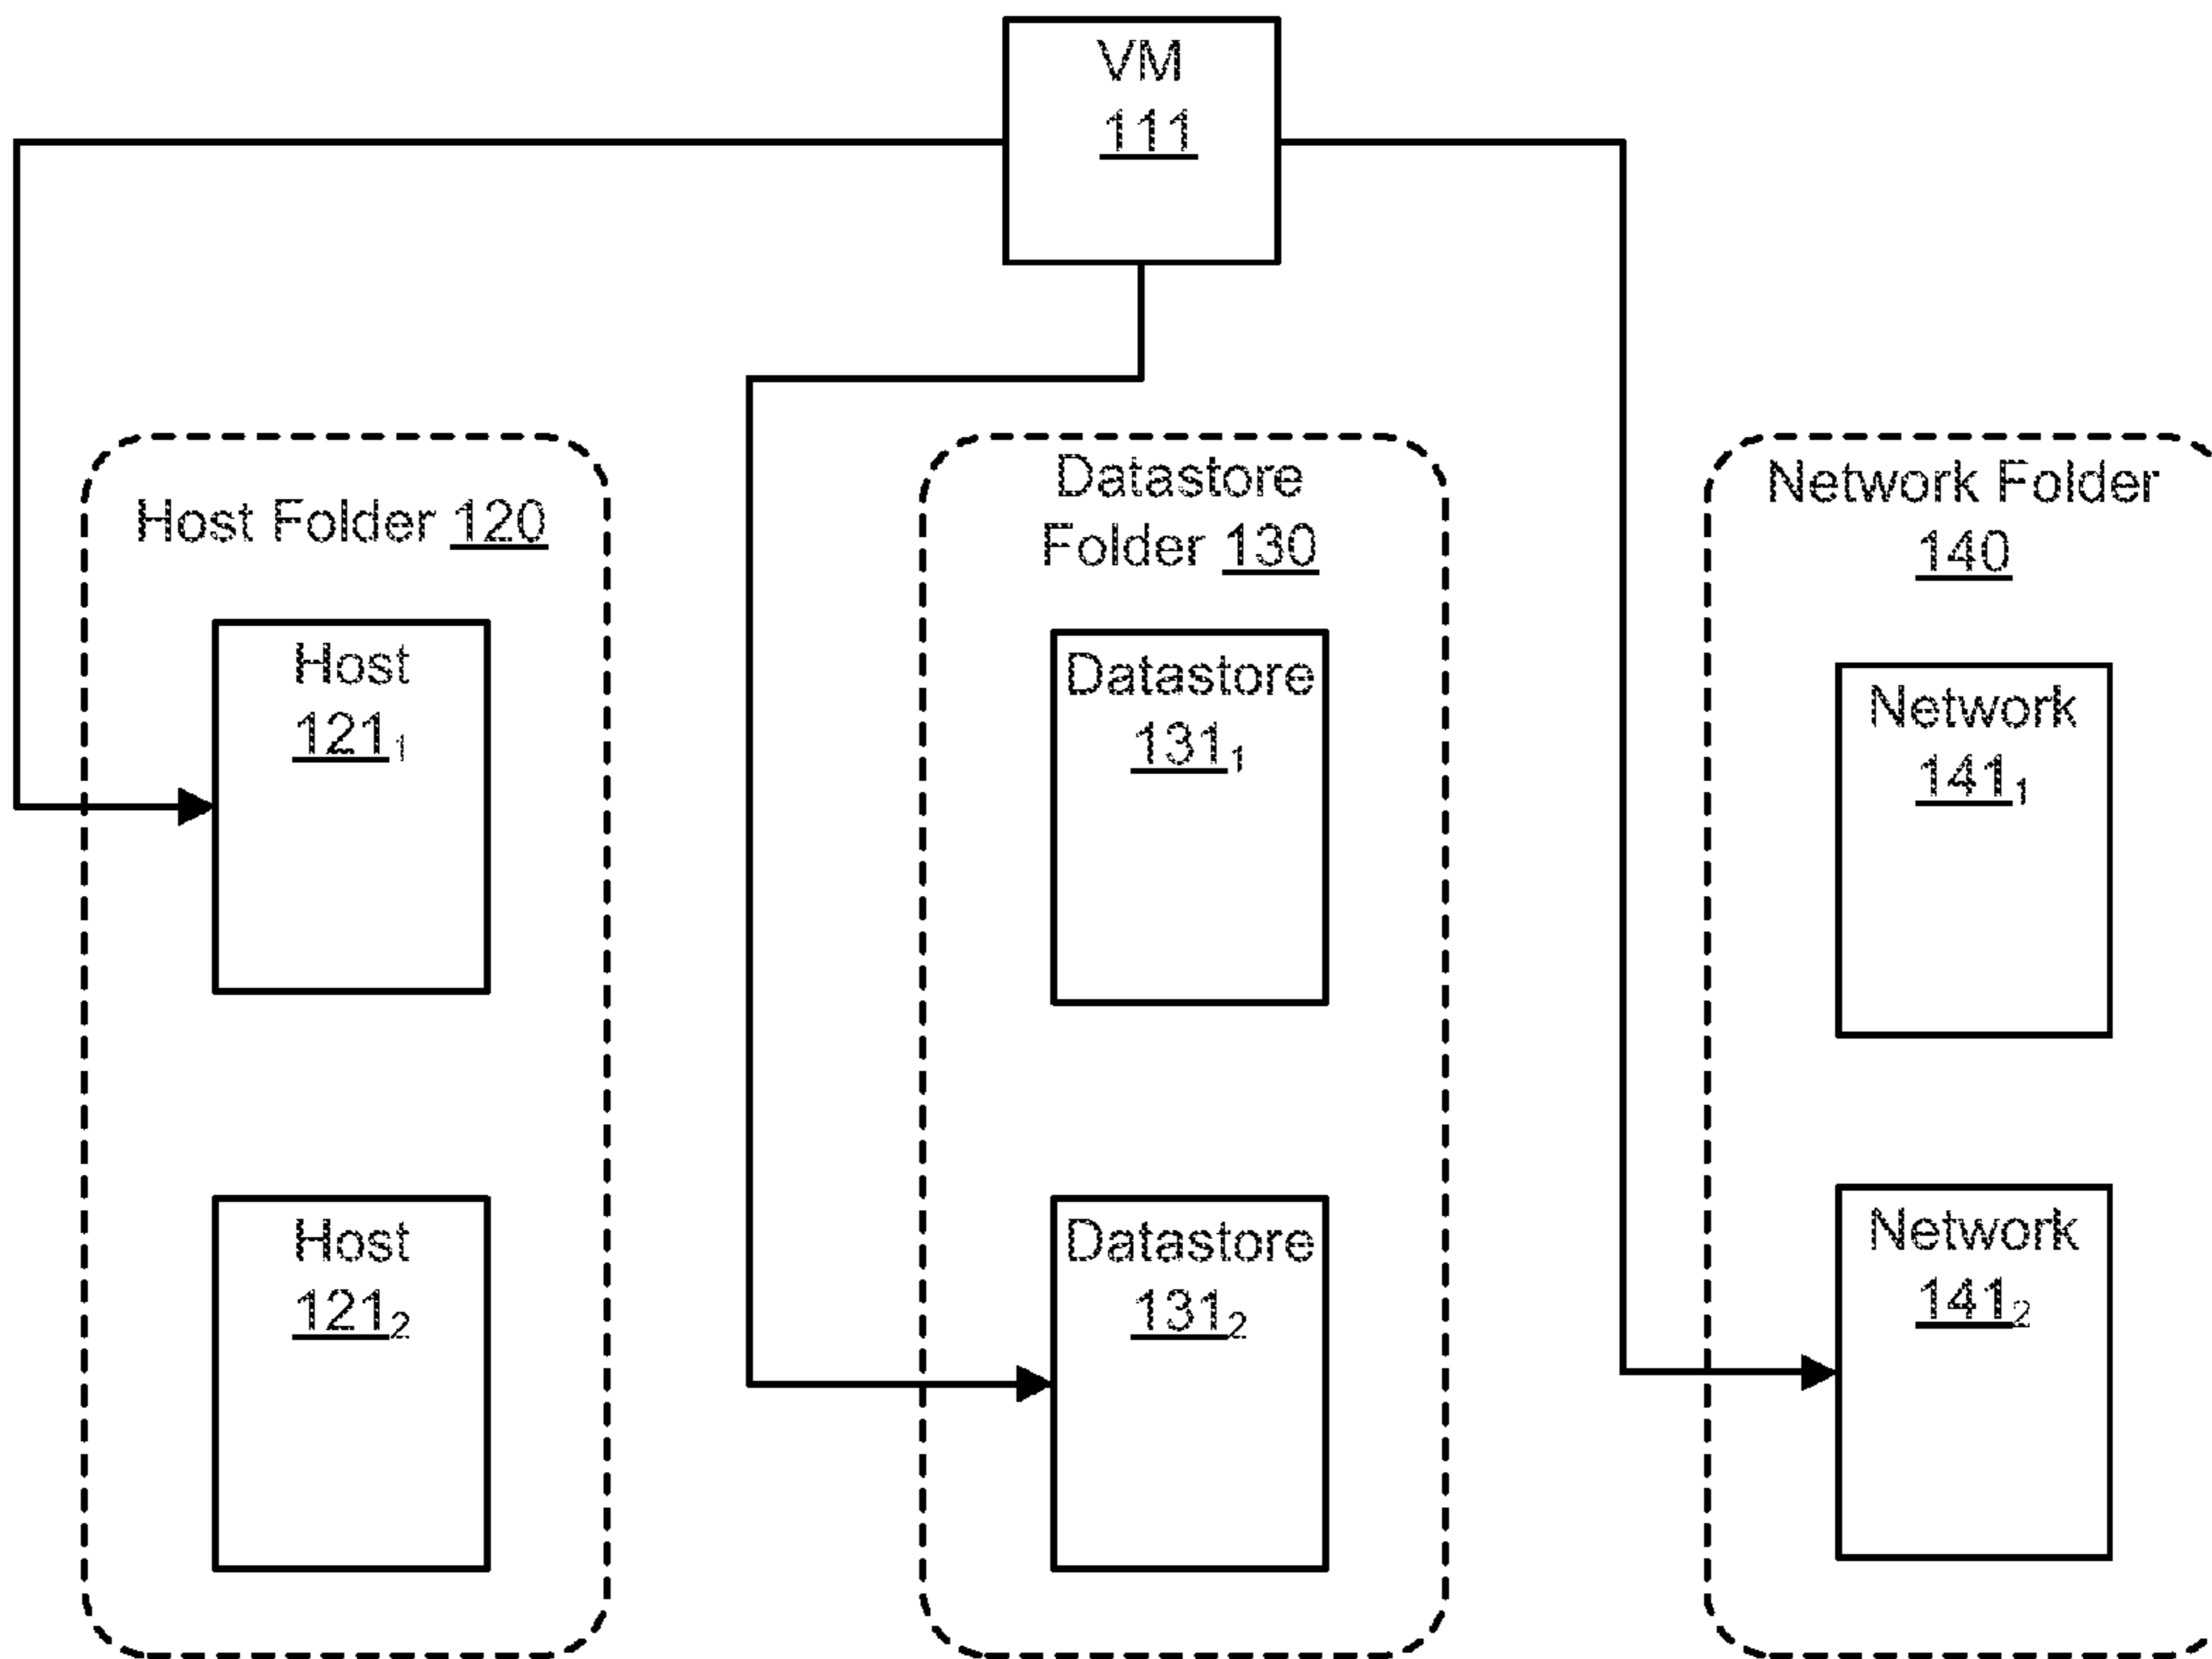 VM
111
Host Folder 120
Datastore
Folder 130
Network Folder
140
Host
121₁
Datastore
131₁
Network
141₁
Host
121₂
Datastore
131₂
Network
141₂